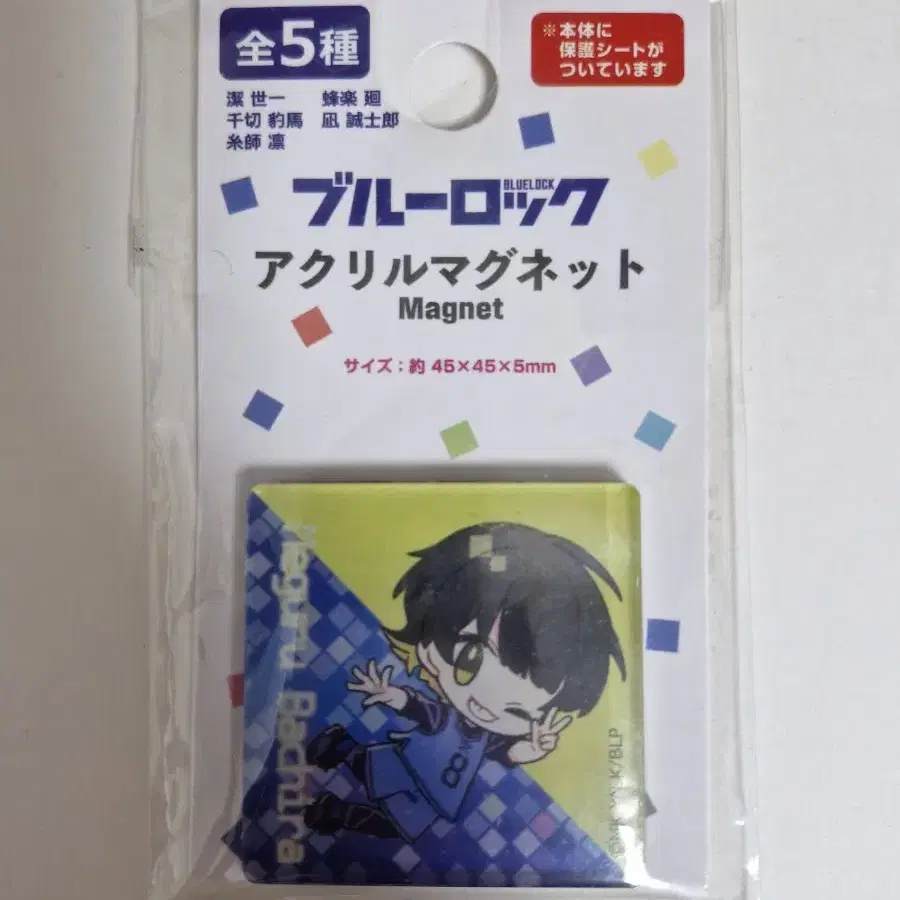 全5種
潔 世一 蜂楽 廻
千切 豹馬 凪 誠士郎
糸師 凛
※本体に
保護シートが
ついています
ブルーロック
BLUELOCK
アクリルマグネット
Magnet
サイズ：約 45×45×5mm
Meguru Bachira
8
K/BLP